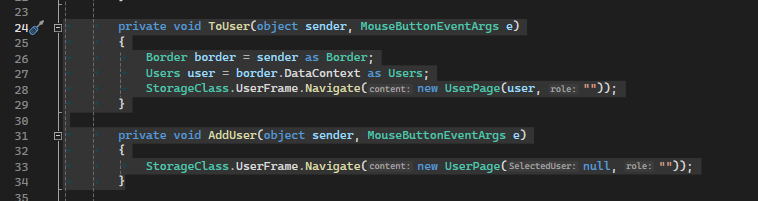 23
24 private void ToUser(object sender, MouseButtonEventArgs e)
25 {
26 Border border = sender as Border;
27 Users user = border.DataContext as Users;
28 StorageClass.UserFrame.Navigate(content: new UserPage(user, role: ""));
29 }
30
31 private void AddUser(object sender, MouseButtonEventArgs e)
32 {
33 StorageClass.UserFrame.Navigate(content: new UserPage(SelectedUser: null, role: ""));
34 }
35